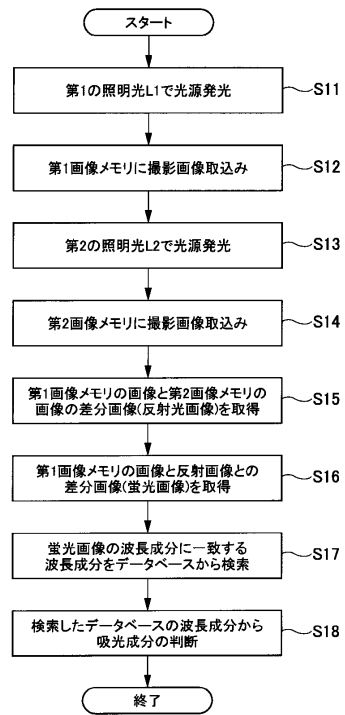 スタート
第1の照明光L1で光源発光
S11
第1画像メモリに撮影画像取込み
S12
第2の照明光L2で光源発光
S13
第2画像メモリに撮影画像取込み
S14
第1画像メモリの画像と第2画像メモリの
画像の差分画像(反射光画像)を取得
S15
第1画像メモリの画像と反射画像との
差分画像(蛍光画像)を取得
S16
蛍光画像の波長成分に一致する
波長成分をデータベースから検索
S17
検索したデータベースの波長成分から
吸光成分の判断
S18
終了